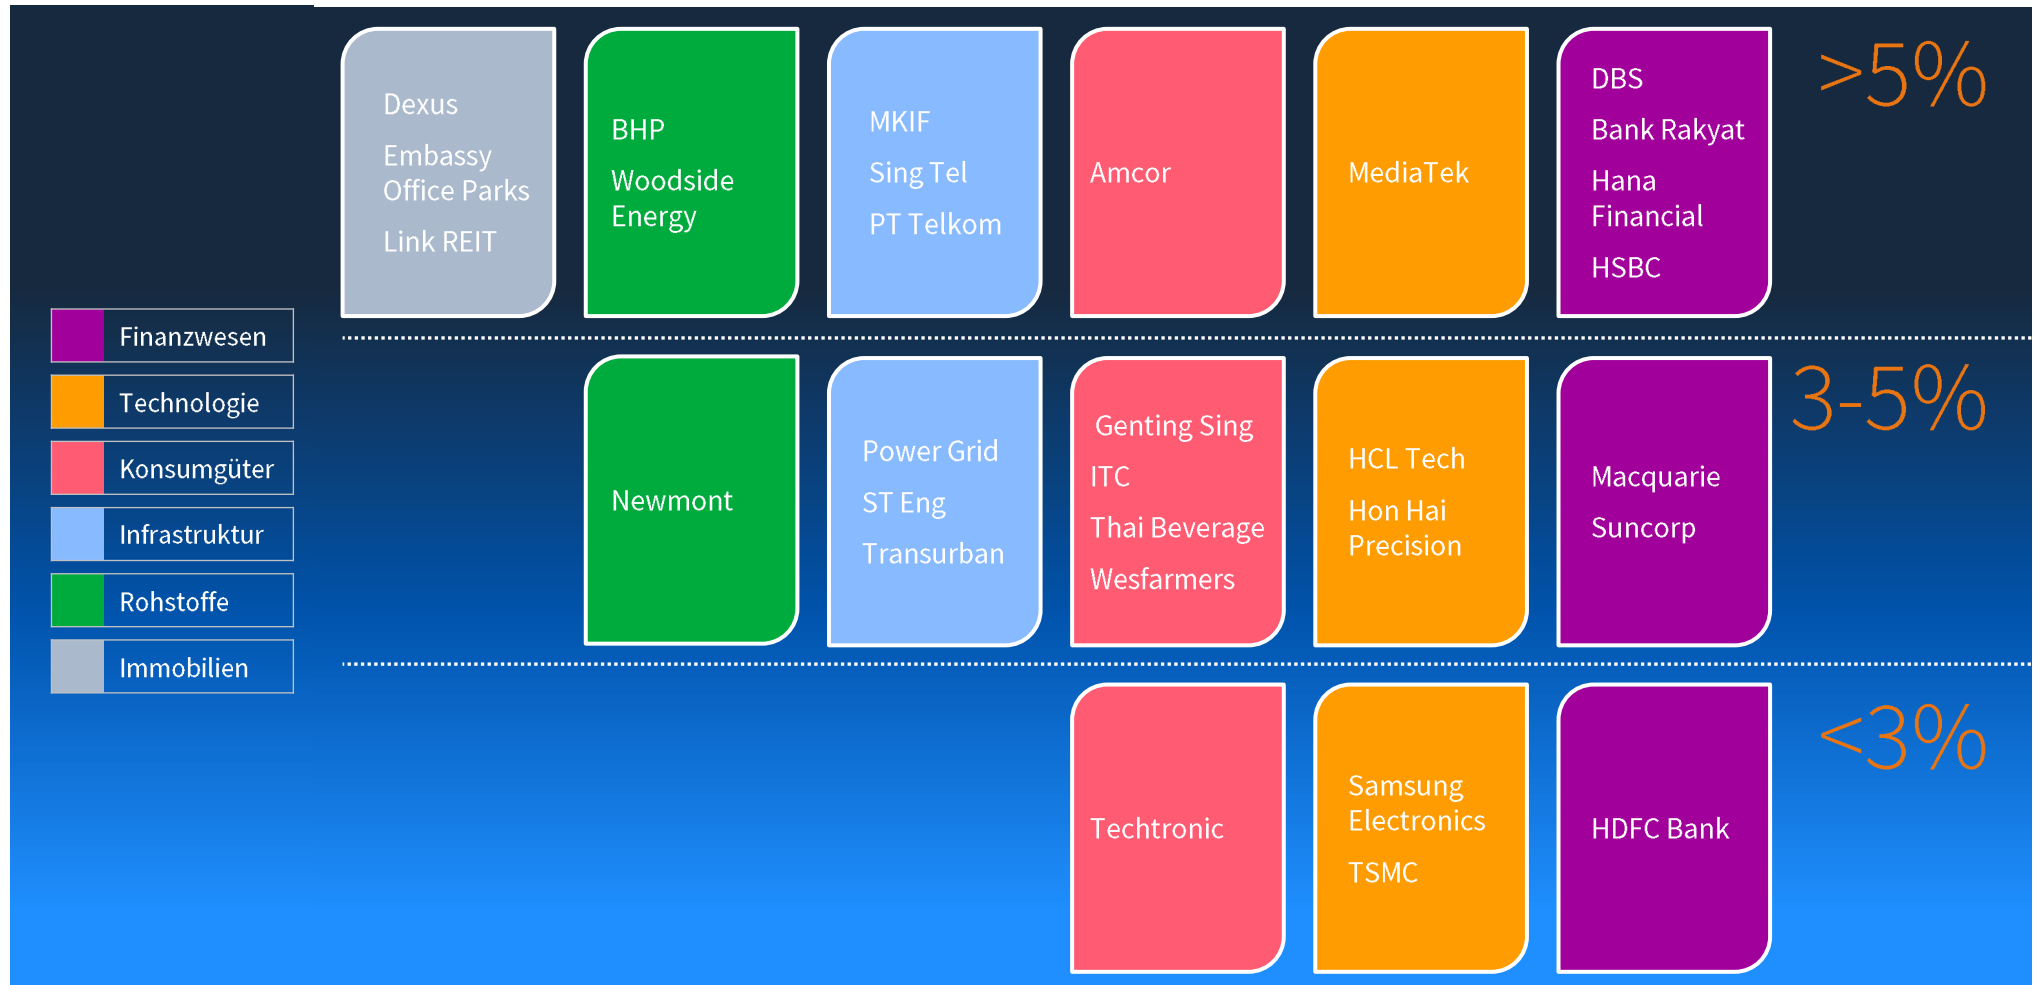 Finanzwesen
Technologie
Konsumgüter
Infrastruktur
Rohstoffe
Immobilien
Dexus
Embassy
Office Parks
Link REIT
BHP
Woodside
Energy
MKIF
Sing Tel
PT Telkom
Amcor
MediaTek
DBS
Bank Rakyat
Hana
Financial
HSBC
>5%
Newmont
Power Grid
ST Eng
Transurban
Genting Sing
ITC
Thai Beverage
Wesfarmers
HCL Tech
Hon Hai
Precision
Macquarie
Suncorp
3-5%
Techtronic
Samsung
Electronics
TSMC
HDFC Bank
<3%